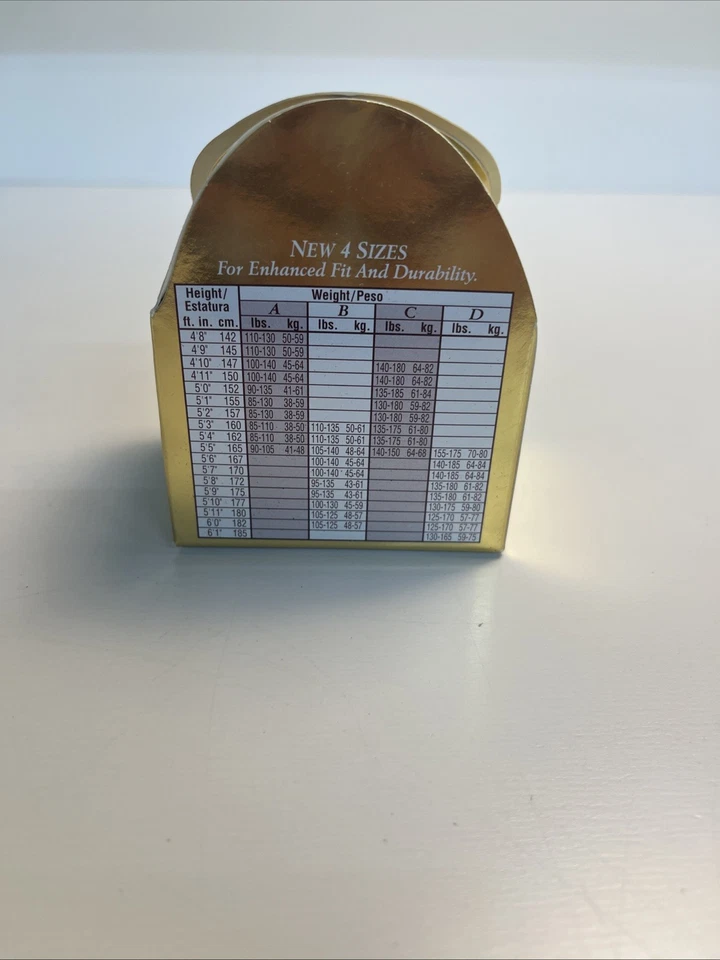 NEW 4 SIZES
For Enhanced Fit And Durability.
Height/ Weight/Peso
Estatura A B C D
ft. in. cm. lbs. kg. lbs. kg. lbs. kg. lbs. kg.
4'8" 142 110-130 50-59
4'9" 145 110-130 50-59
4'10" 147 100-140 45-64 140-180 64-82
4'11" 150 100-140 45-64 140-180 64-82
5'0" 152 90-135 41-61 135-185 61-84
5'1" 155 85-130 38-59 130-180 59-82
5'2" 157 85-130 38-59 130-180 59-82
5'3" 160 85-110 38-50 110-135 50-61 135-175 61-80
5'4" 162 85-110 38-50 110-135 50-61 135-175 61-80
5'5" 165 90-105 41-48 105-140 48-64 140-150 64-68 155-175 70-80
5'6" 167 100-140 45-64 140-185 64-84
5'7" 170 100-140 45-64 140-185 64-84
5'8" 172 95-135 43-61 135-180 61-82
5'9" 175 95-135 43-61 135-180 61-82
5'10" 177 100-130 45-59 130-175 59-80
5'11" 180 105-125 48-57 125-170 57-77
6'0" 182 105-125 48-57 125-170 57-77
6'1" 185 130-165 59-75